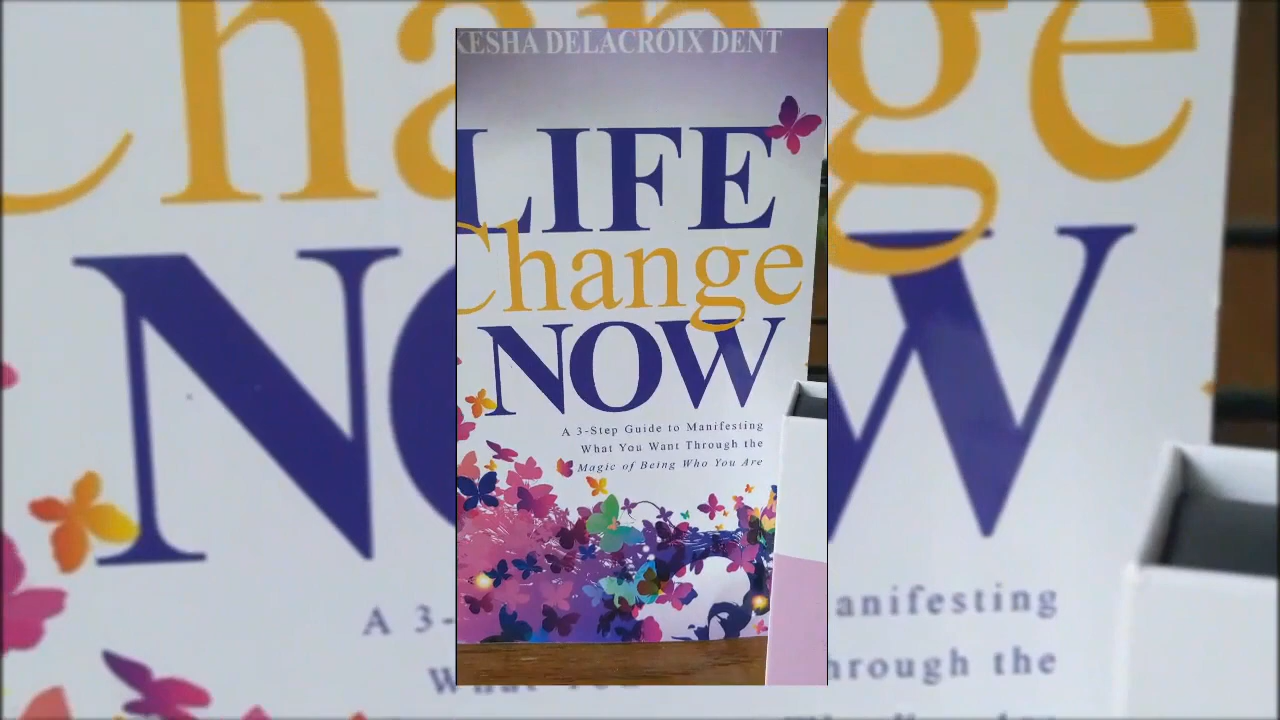 KESHA DELACROIX DENT
LIFE
Change
NOW
A 3-Step Guide to Manifesting
What You Want Through the
Magic of Being Who You Are